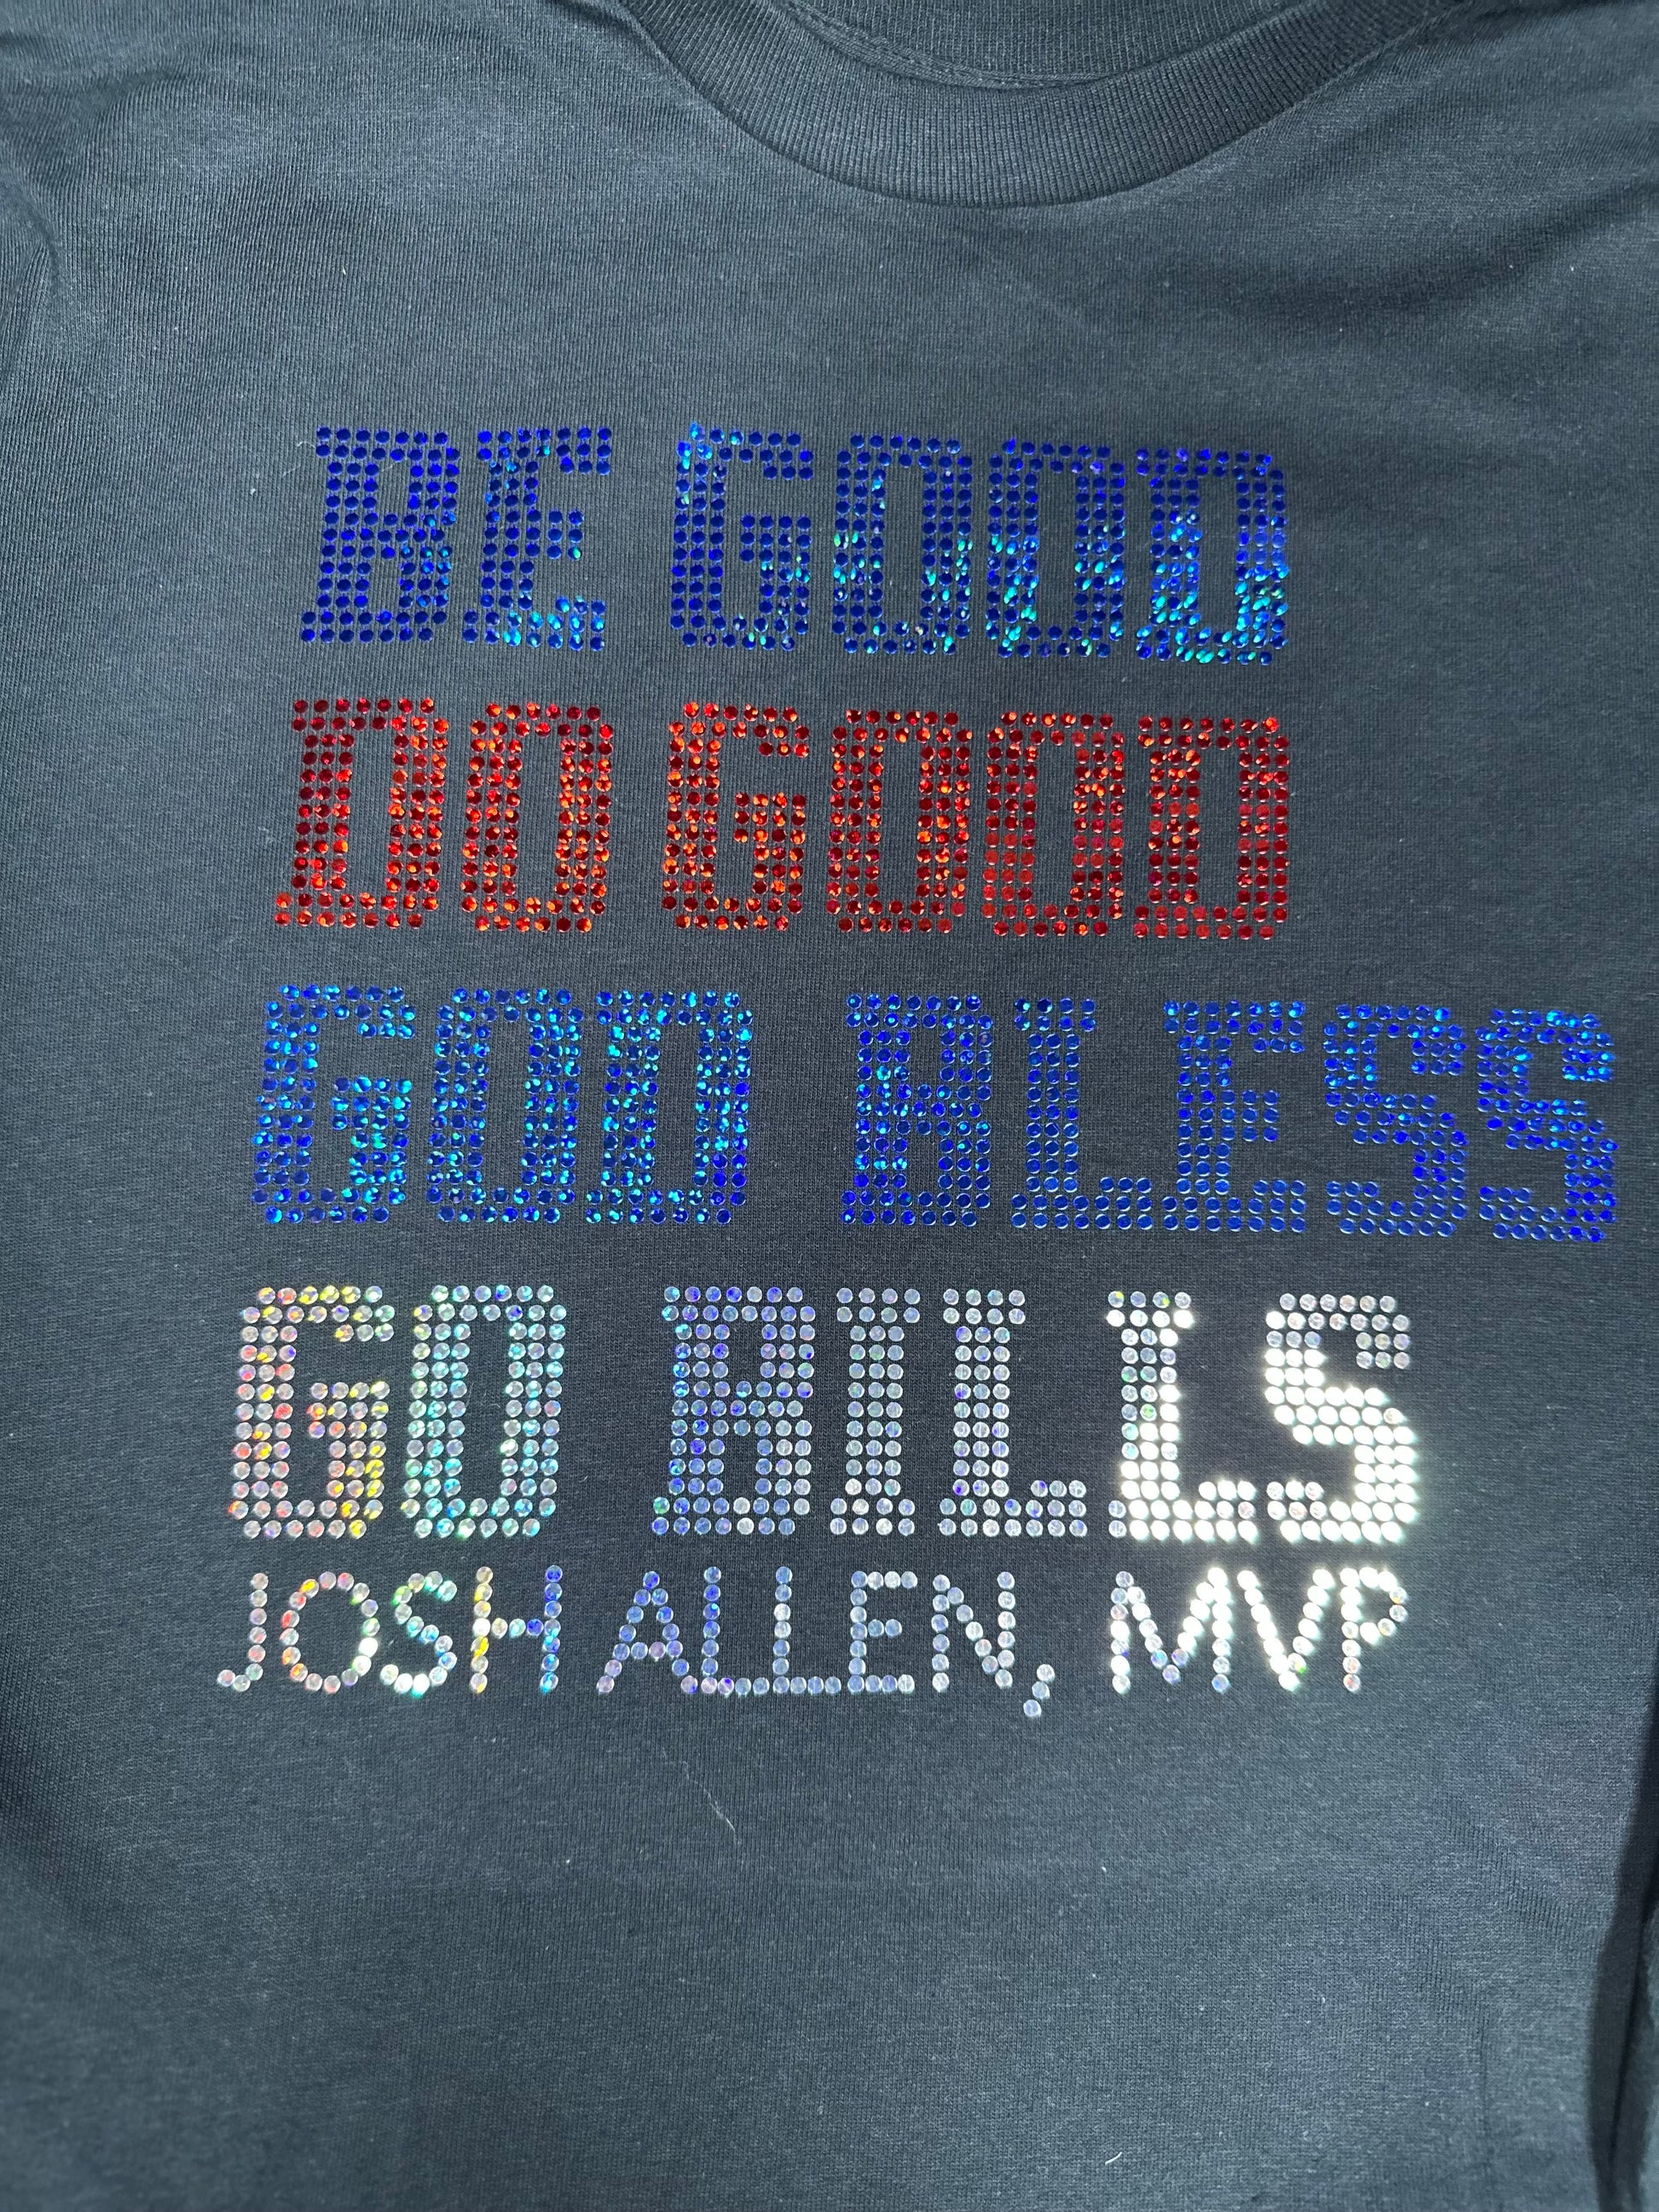 BE GOOD
DO GOOD
GOD BLESS
GO BILLS
JOSH ALLEN, MVP